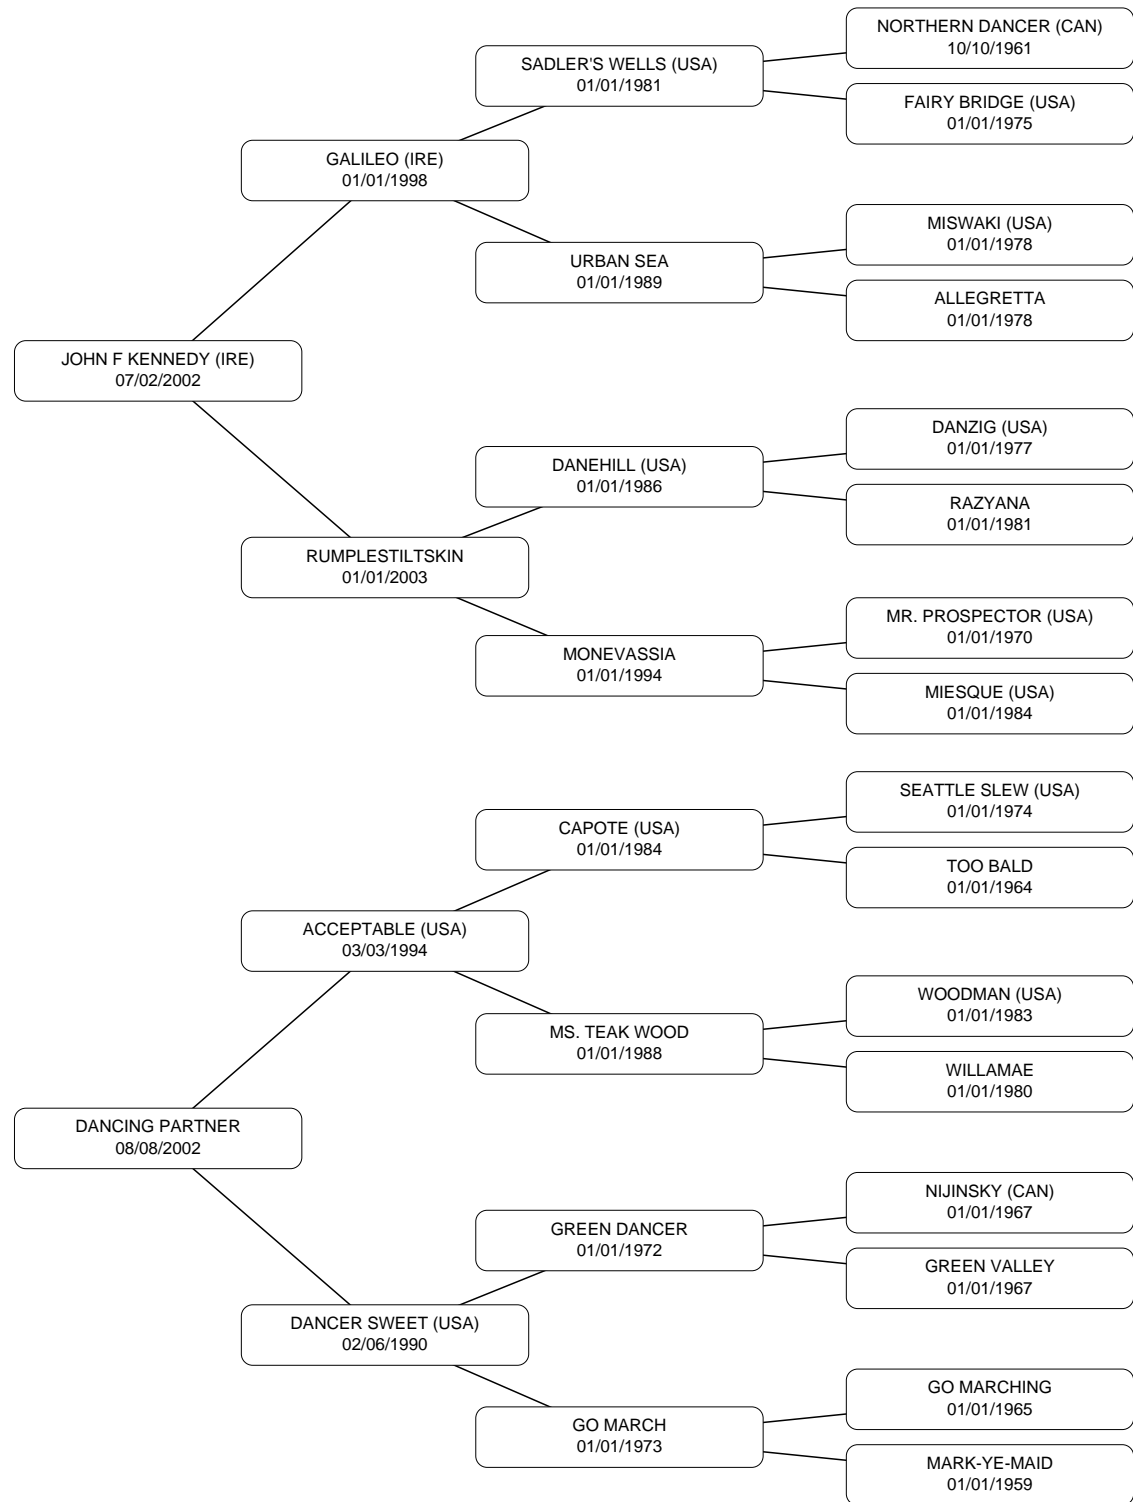 NORTHERN DANCER (CAN)
10/10/1961
SADLER'S WELLS (USA)
01/01/1981
FAIRY BRIDGE (USA)
01/01/1975
GALILEO (IRE)
01/01/1998
MISWAKI (USA)
01/01/1978
URBAN SEA
01/01/1989
ALLEGRETTA
01/01/1978
JOHN F KENNEDY (IRE)
07/02/2002
DANZIG (USA)
01/01/1977
DANEHILL (USA)
01/01/1986
RAZYANA
01/01/1981
RUMPLESTILTSKIN
01/01/2003
MR. PROSPECTOR (USA)
01/01/1970
MONEVASSIA
01/01/1994
MIESQUE (USA)
01/01/1984
SEATTLE SLEW (USA)
01/01/1974
CAPOTE (USA)
01/01/1984
TOO BALD
01/01/1964
ACCEPTABLE (USA)
03/03/1994
WOODMAN (USA)
01/01/1983
MS. TEAK WOOD
01/01/1988
WILLAMAE
01/01/1980
DANCING PARTNER
08/08/2002
NIJINSKY (CAN)
01/01/1967
GREEN DANCER
01/01/1972
GREEN VALLEY
01/01/1967
DANCER SWEET (USA)
02/06/1990
GO MARCHING
01/01/1965
GO MARCH
01/01/1973
MARK-YE-MAID
01/01/1959